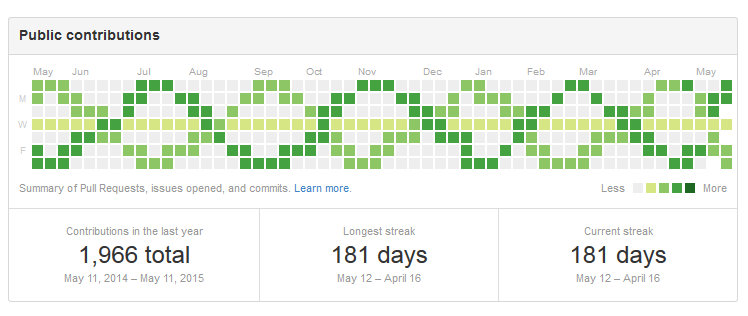 Public contributions
May Jun Jul Aug Sep Oct Nov Dec Jan Feb Mar Apr May
M
W
F
Summary of Pull Requests, issues opened, and commits. Learn more.
Less More
Contributions in the last year
1,966 total
May 11, 2014 – May 11, 2015
Longest streak
181 days
May 12 – April 16
Current streak
181 days
May 12 – April 16